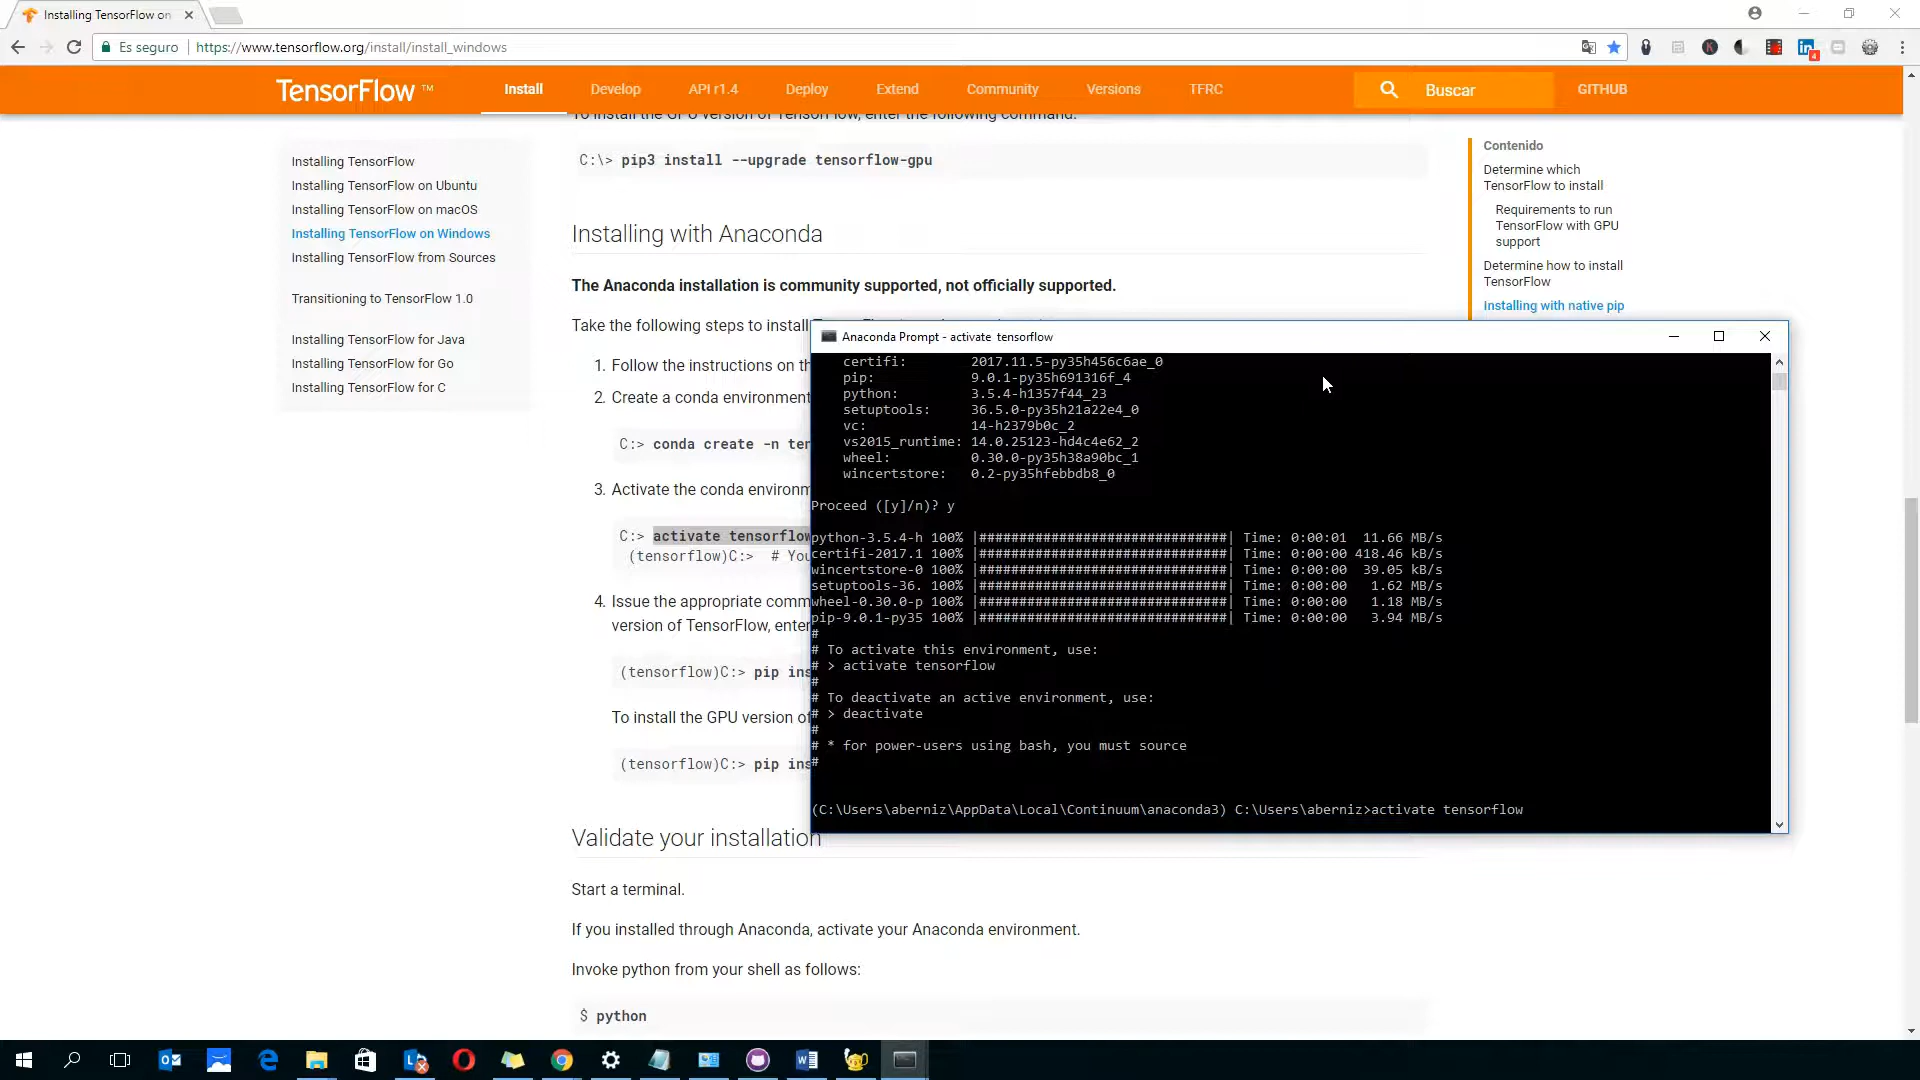 Installing TensorFlow on
Es seguro
https://www.tensorflow.org/install/install_windows
4
TensorFlow ™
Install
Develop
API r1.4
Deploy
Extend
Community
Versions
TFRC
Buscar
GITHUB
To install the GPU version of TensorFlow, enter the following command:
C:\> pip3 install --upgrade tensorflow-gpu
Installing TensorFlow
Installing TensorFlow on Ubuntu
Installing TensorFlow on macOS
Installing TensorFlow on Windows
Installing TensorFlow from Sources
Transitioning to TensorFlow 1.0
Installing TensorFlow for Java
Installing TensorFlow for Go
Installing TensorFlow for C
Installing with Anaconda
The Anaconda installation is community supported, not officially supported.
Take the following steps to install
1. Follow the instructions on th
2. Create a conda environment
C:> conda create -n ten
3. Activate the conda environm
C:> activate tensorflow
(tensorflow)C:>  # You
4. Issue the appropriate comm
version of TensorFlow, enter
(tensorflow)C:> pip ins
To install the GPU version of
(tensorflow)C:> pip ins
Validate your installation
Start a terminal.
If you installed through Anaconda, activate your Anaconda environment.
Invoke python from your shell as follows:
$ python
Contenido
Determine which
TensorFlow to install
Requirements to run
TensorFlow with GPU
support
Determine how to install
TensorFlow
Installing with native pip
Anaconda Prompt - activate  tensorflow
certifi: 2017.11.5-py35h456c6ae_0
pip: 9.0.1-py35h691316f_4
python: 3.5.4-h1357f44_23
setuptools: 36.5.0-py35h21a22e4_0
vc: 14-h2379b0c_2
vs2015_runtime: 14.0.25123-hd4c4e62_2
wheel: 0.30.0-py35h38a90bc_1
wincertstore: 0.2-py35hfebbdb8_0
Proceed ([y]/n)? y
python-3.5.4-h 100% |###############################| Time: 0:00:01  11.66 MB/s
certifi-2017.1 100% |###############################| Time: 0:00:00 418.46 kB/s
wincertstore-0 100% |###############################| Time: 0:00:00  39.05 kB/s
setuptools-36. 100% |###############################| Time: 0:00:00   1.62 MB/s
wheel-0.30.0-p 100% |###############################| Time: 0:00:00   1.18 MB/s
pip-9.0.1-py35 100% |###############################| Time: 0:00:00   3.94 MB/s
#
# To activate this environment, use:
# > activate tensorflow
#
# To deactivate an active environment, use:
# > deactivate
#
# * for power-users using bash, you must source
#
(C:\Users\aberniz\AppData\Local\Continuum\anaconda3) C:\Users\aberniz>activate tensorflow